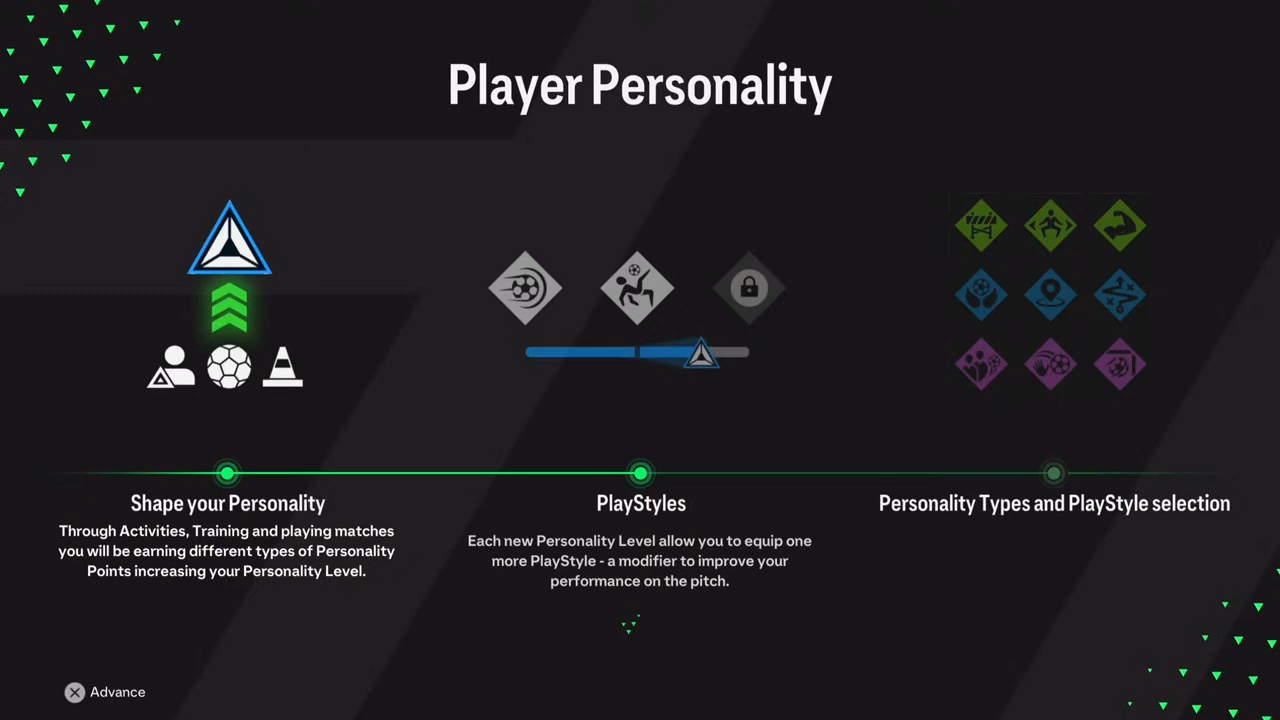 Player Personality
Shape your Personality
Through Activities, Training and playing matches
you will be earning different types of Personality
Points increasing your Personality Level.
PlayStyles
Each new Personality Level allow you to equip one
more PlayStyle - a modifier to improve your
performance on the pitch.
Personality Types and PlayStyle selection
Advance